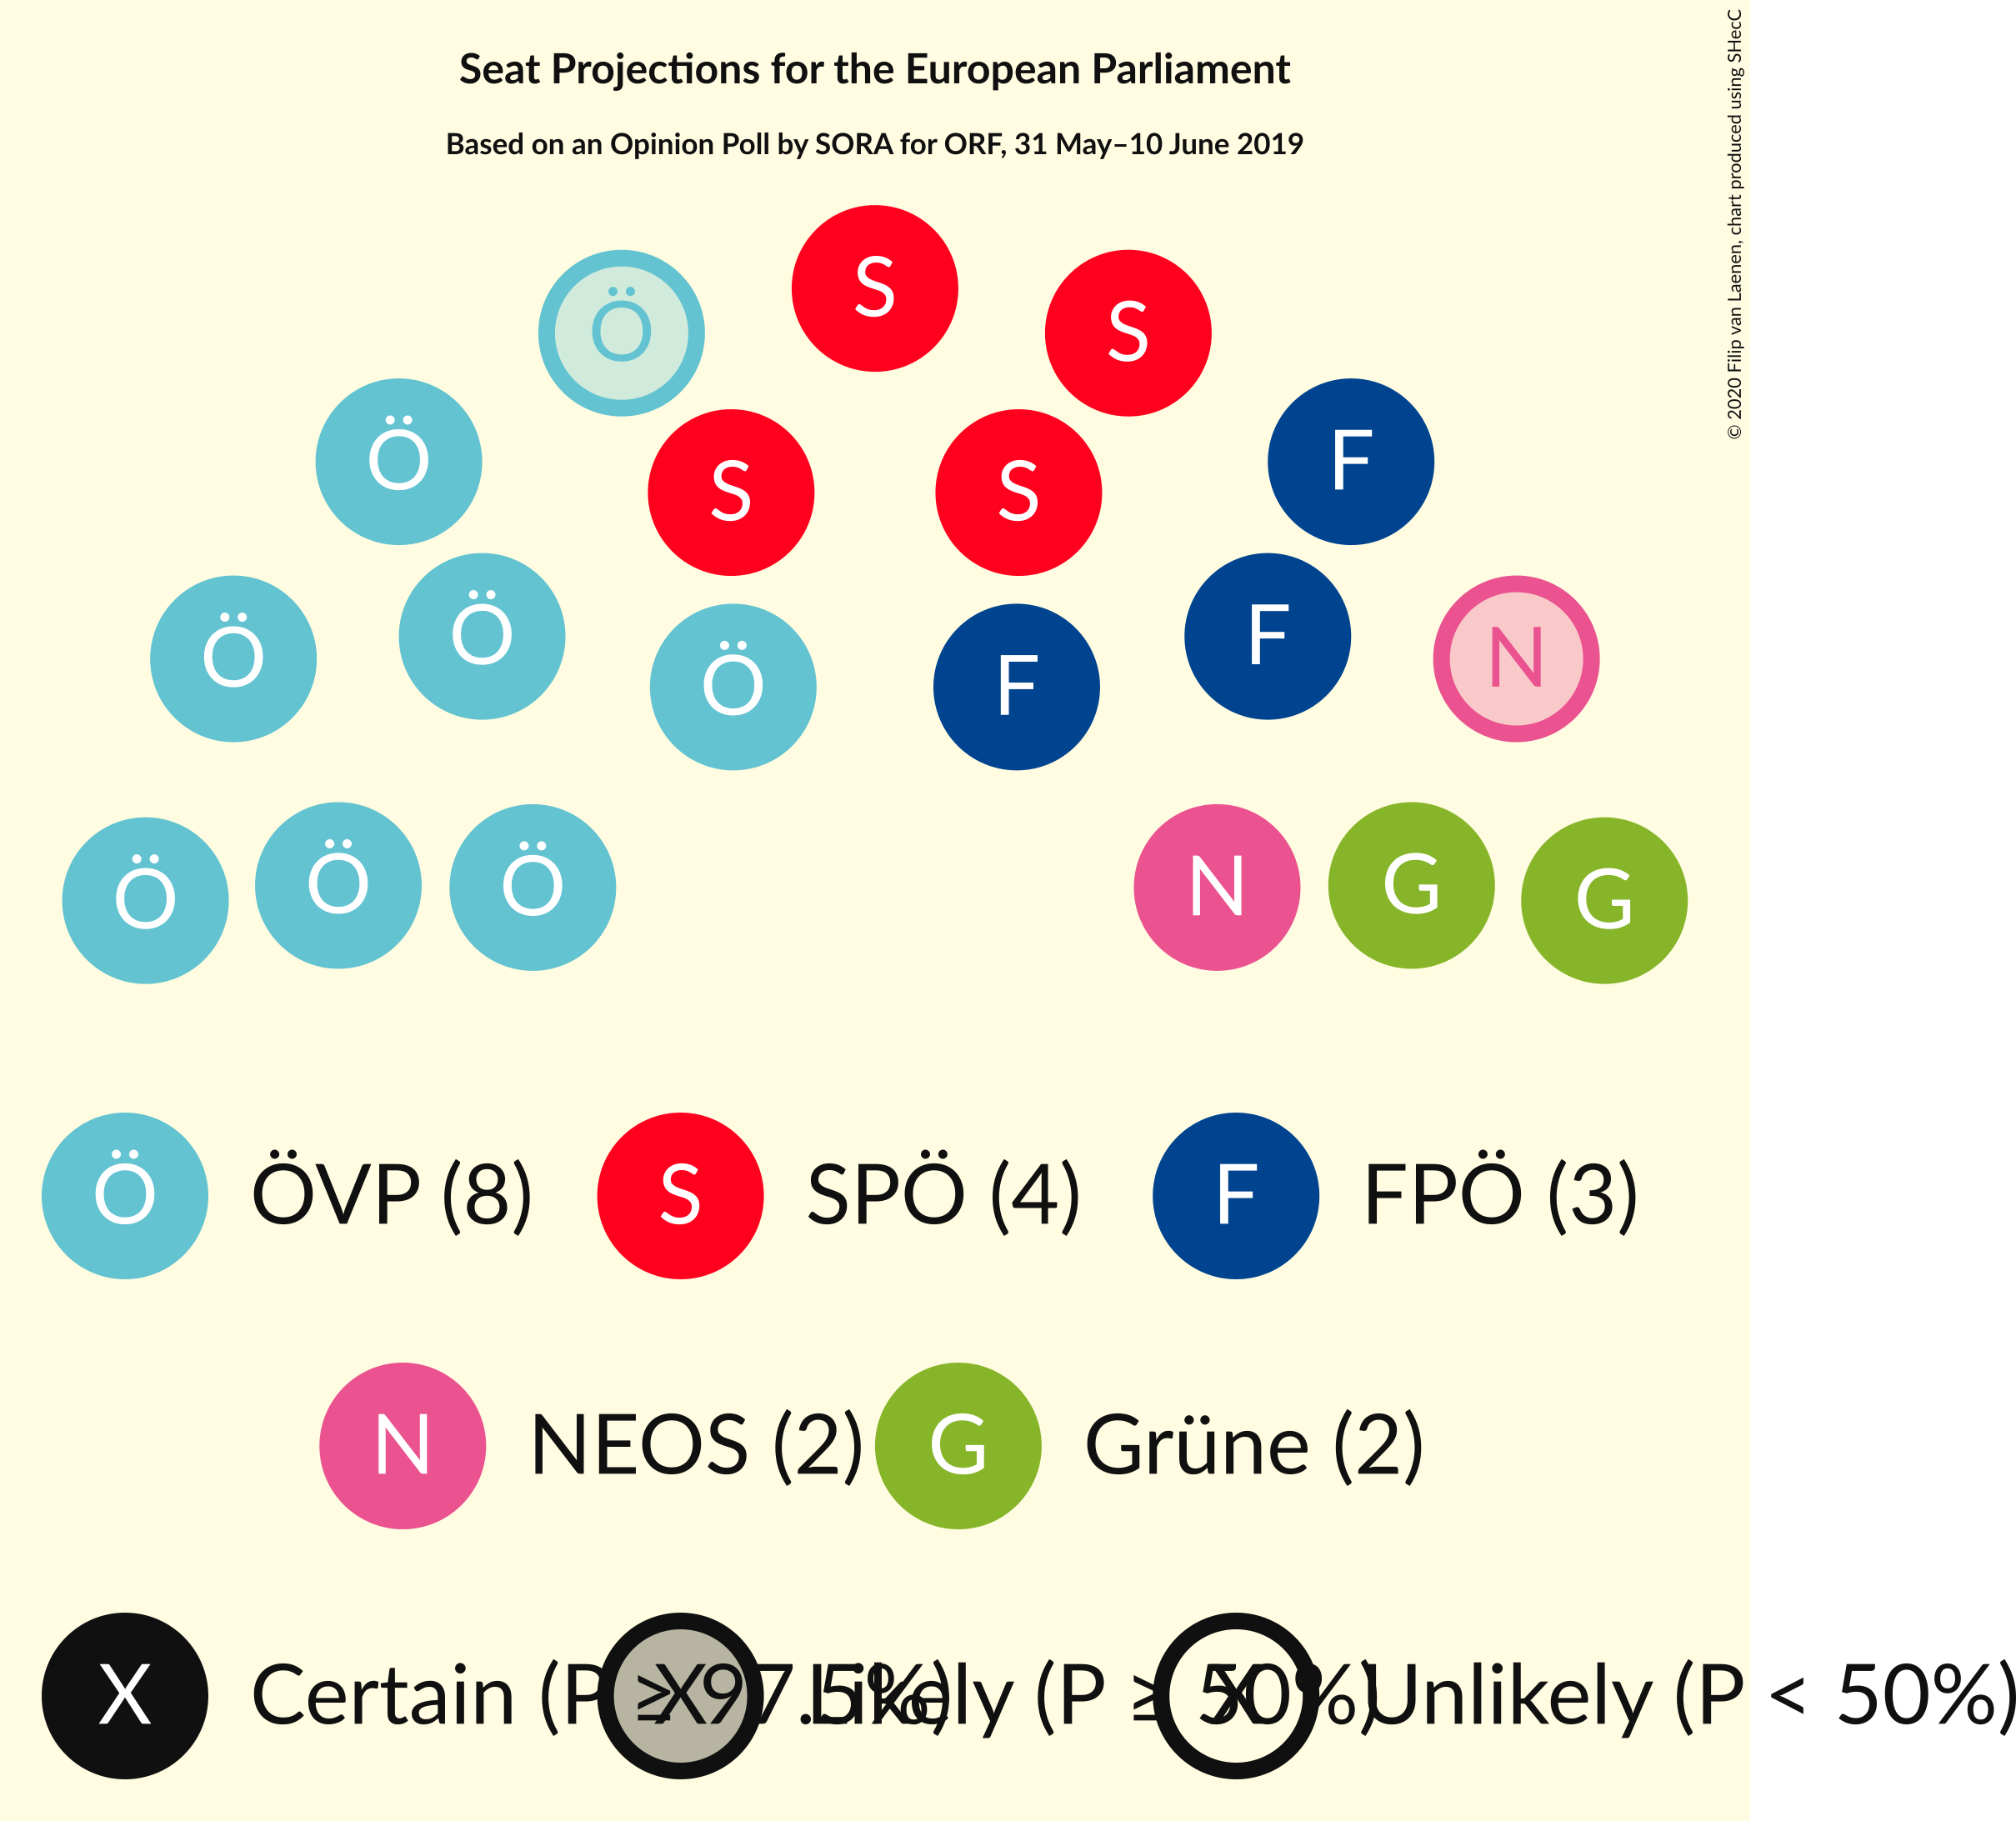 Seat Projections for the European Parliament
Based on an Opinion Poll by SORA for ORF, 31 May–10 June 2019
© 2020 Filip van Laenen, chart produced using SHecC
S
Ö S
Ö F
S S
Ö Ö F N
Ö F
Ö Ö Ö N G G
Ö ÖVP (8) S SPÖ (4) F FPÖ (3)
N NEOS (2) G Grüne (2)
X Certain (P ≥ 97.5%) X Likely (P ≥ 50%) X Unlikely (P < 50%)